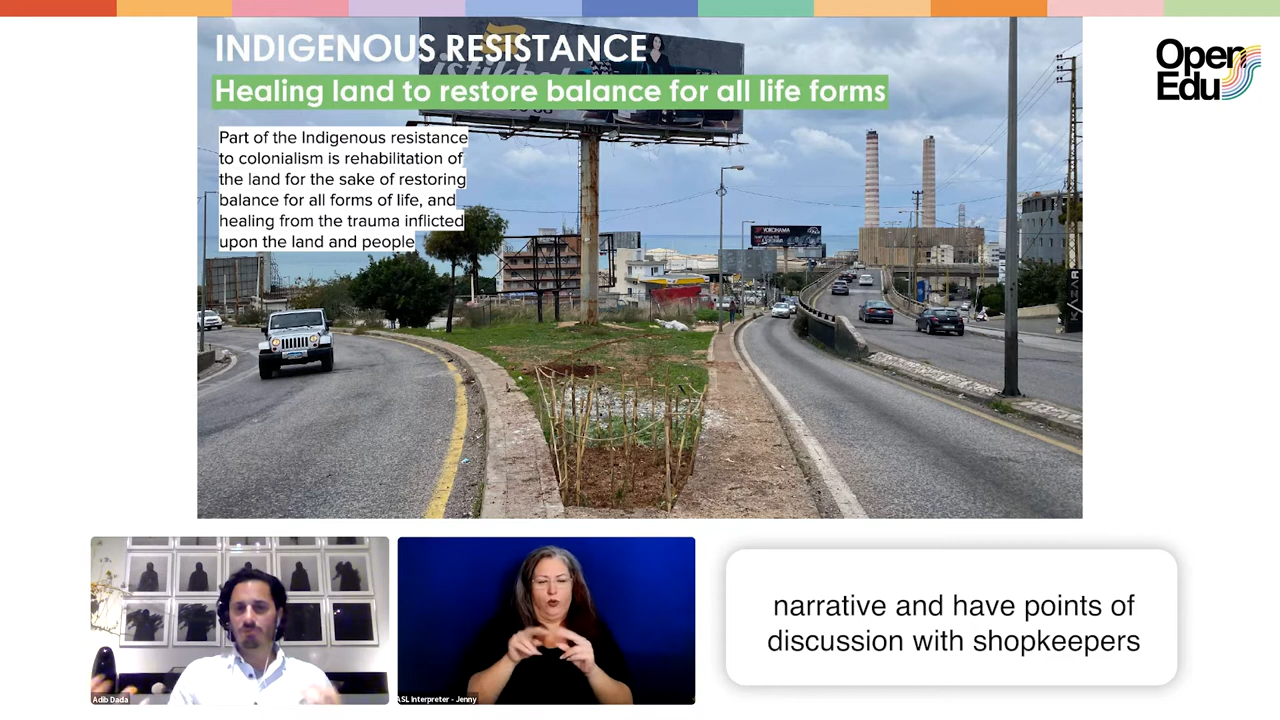 INDIGENOUS RESISTANCE
Healing land to restore balance for all life forms
Part of the Indigenous resistance
to colonialism is rehabilitation of
the land for the sake of restoring
balance for all forms of life, and
healing from the trauma inflicted
upon the land and people
Open
Edu
YOKOHAMA
KAZAR
Adib Dada
ASL Interpreter - Jenny
narrative and have points of
discussion with shopkeepers